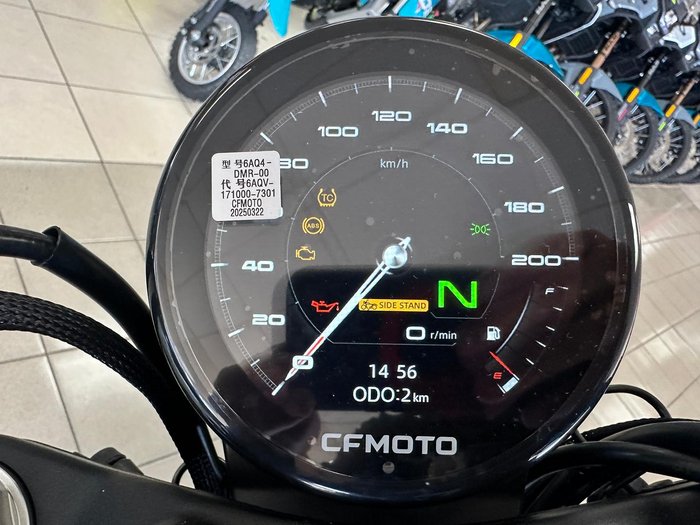 120
100
140
80
km/h
160
型 号6AQ4-
DMR-00
代 号6AQV-
171000-7301
CFMOTO
20250322
TC
ABS
180
200
40
F
N
SIDE STAND
20
0 r/min
0
E
14 56
ODO:2 km
CFMOTO